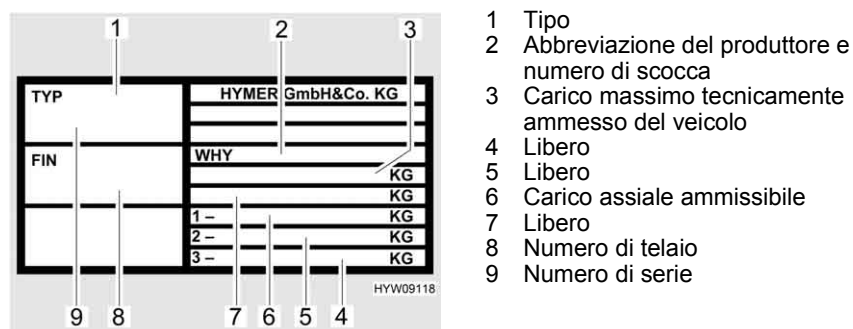 1 2 3
TYP
HYMER GmbH&Co. KG
FIN
WHY
KG
KG
1 – KG
2 – KG
3 – KG
HYW09118
9 8 7 6 5 4
1 Tipo
2 Abbreviazione del produttore e
numero di scocca
3 Carico massimo tecnicamente
ammesso del veicolo
4 Libero
5 Libero
6 Carico assiale ammissibile
7 Libero
8 Numero di telaio
9 Numero di serie